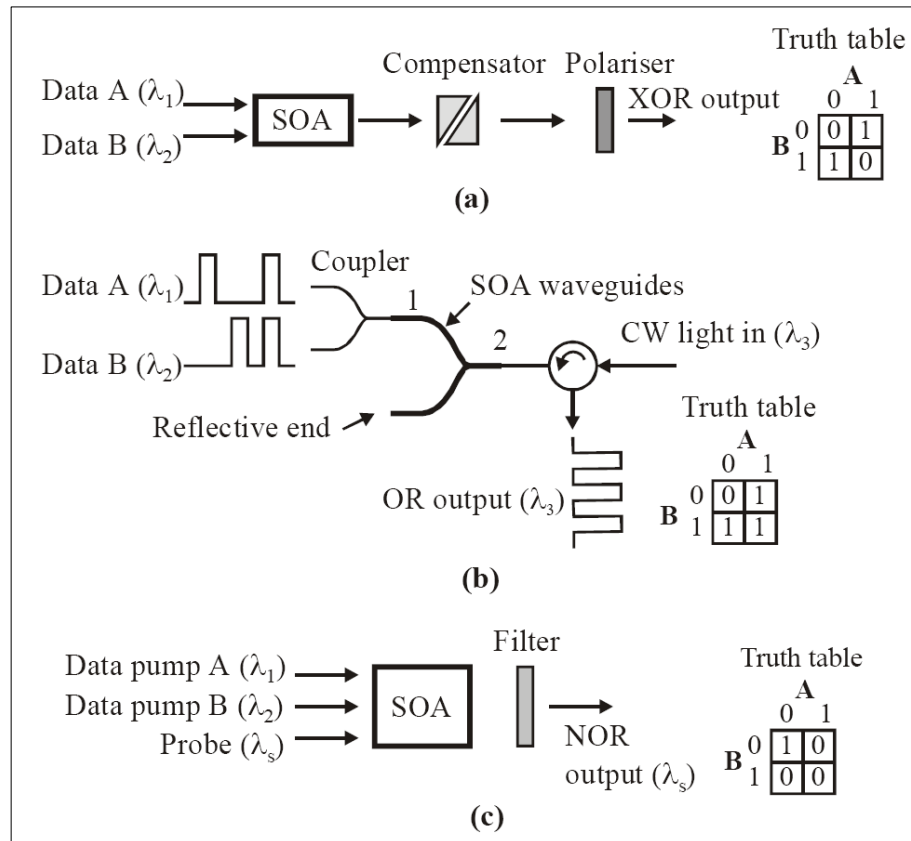 Truth table
Compensator Polariser A
Data A (λ₁) SOA XOR output 0 1
Data B (λ₂) B 0 0 1
1 1 0
(a)
Data A (λ₁) Coupler
1 SOA waveguides
Data B (λ₂) 2 CW light in (λ₃)
Reflective end Truth table
A
0 1
OR output (λ₃) B 0 0 1
1 1 1
(b)
Filter
Data pump A (λ₁) Truth table
Data pump B (λ₂) SOA A
0 1
Probe (λₛ) NOR B 0 1 0
output (λₛ) 1 0 0
(c)